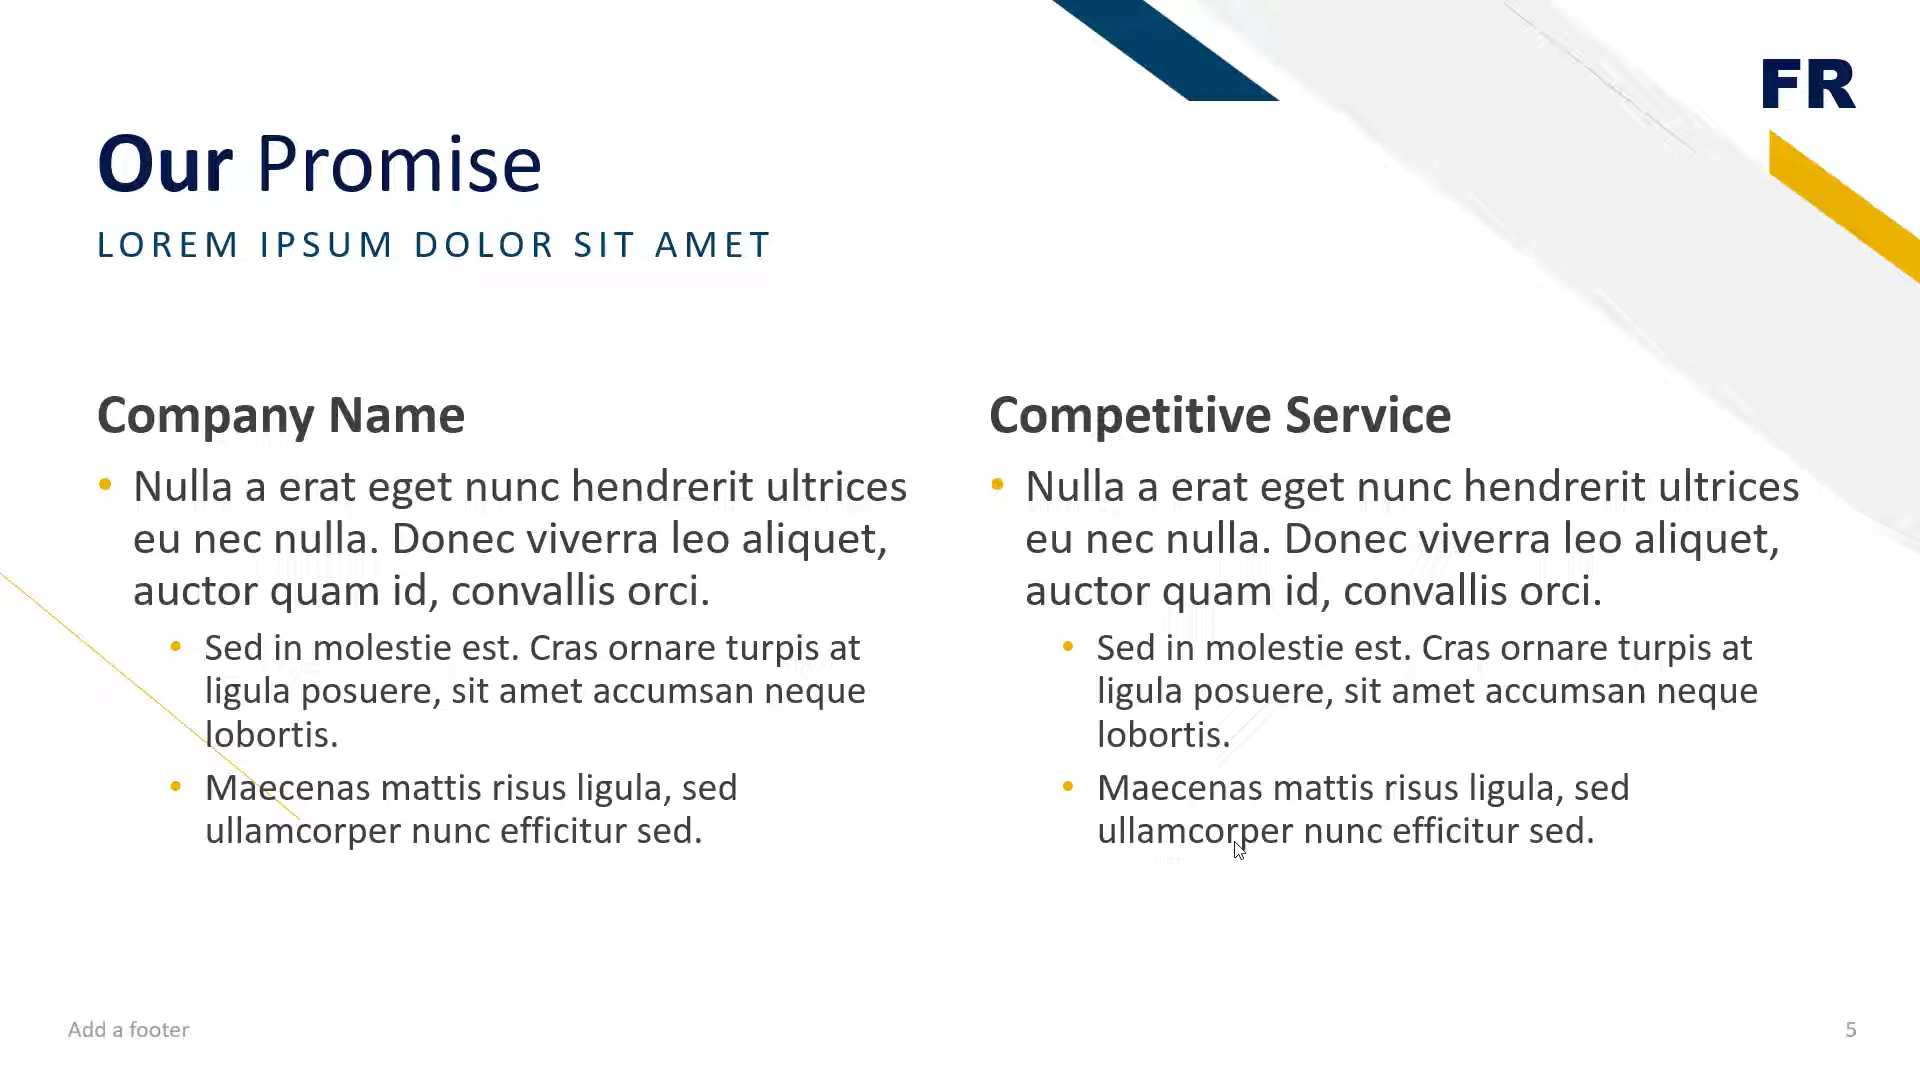 FR
Our Promise
LOREM IPSUM DOLOR SIT AMET
Company Name
• Nulla a erat eget nunc hendrerit ultrices
eu nec nulla. Donec viverra leo aliquet,
auctor quam id, convallis orci.
• Sed in molestie est. Cras ornare turpis at
ligula posuere, sit amet accumsan neque
lobortis.
• Maecenas mattis risus ligula, sed
ullamcorper nunc efficitur sed.
Competitive Service
• Nulla a erat eget nunc hendrerit ultrices
eu nec nulla. Donec viverra leo aliquet,
auctor quam id, convallis orci.
• Sed in molestie est. Cras ornare turpis at
ligula posuere, sit amet accumsan neque
lobortis.
• Maecenas mattis risus ligula, sed
ullamcorper nunc efficitur sed.
Add a footer
5